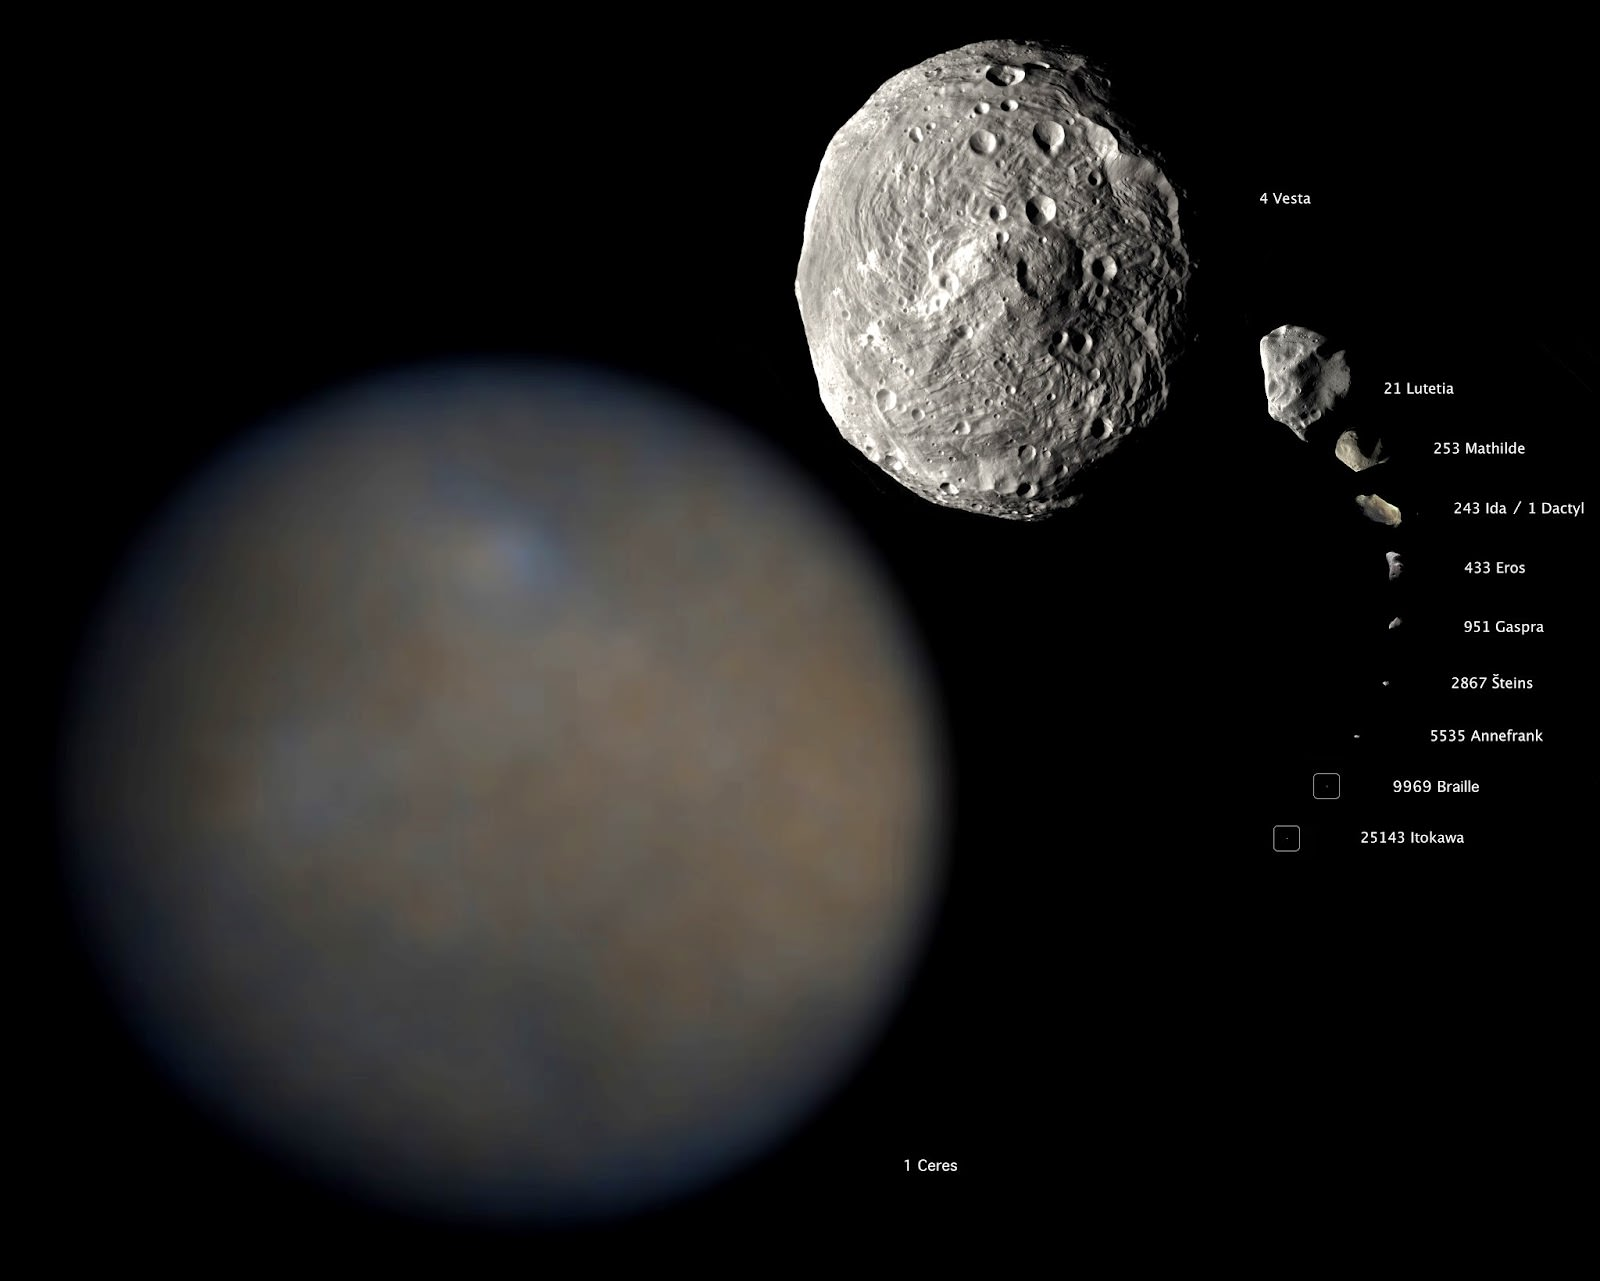 4 Vesta
21 Lutetia
253 Mathilde
243 Ida / 1 Dactyl
433 Eros
951 Gaspra
2867 Šteins
5535 Annefrank
9969 Braille
25143 Itokawa
1 Ceres